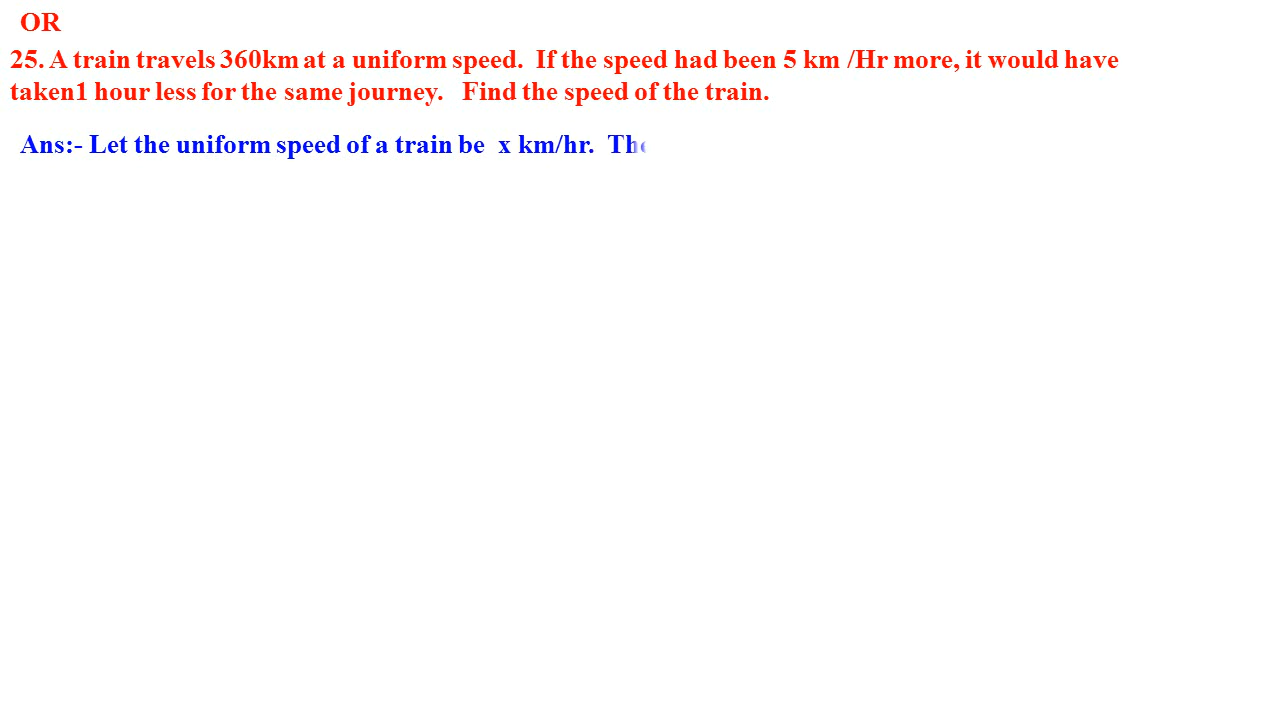 OR
25. A train travels 360km at a uniform speed. If the speed had been 5 km /Hr more, it would have
taken1 hour less for the same journey. Find the speed of the train.
Ans:- Let the uniform speed of a train be x km/hr.